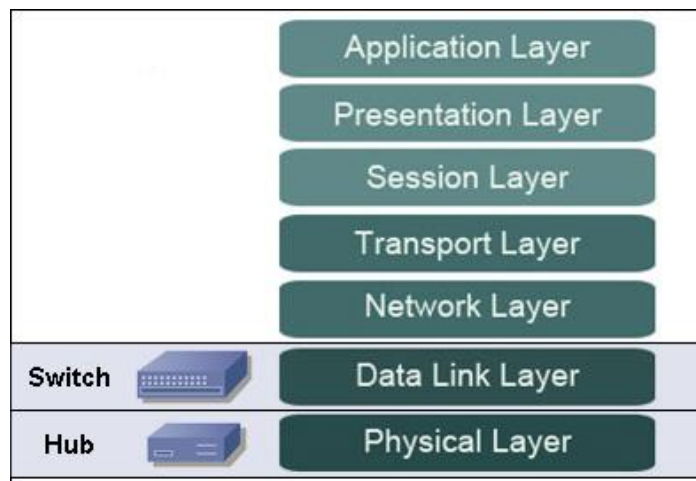 Application Layer
Presentation Layer
Session Layer
Transport Layer
Network Layer
Switch Data Link Layer
Hub Physical Layer